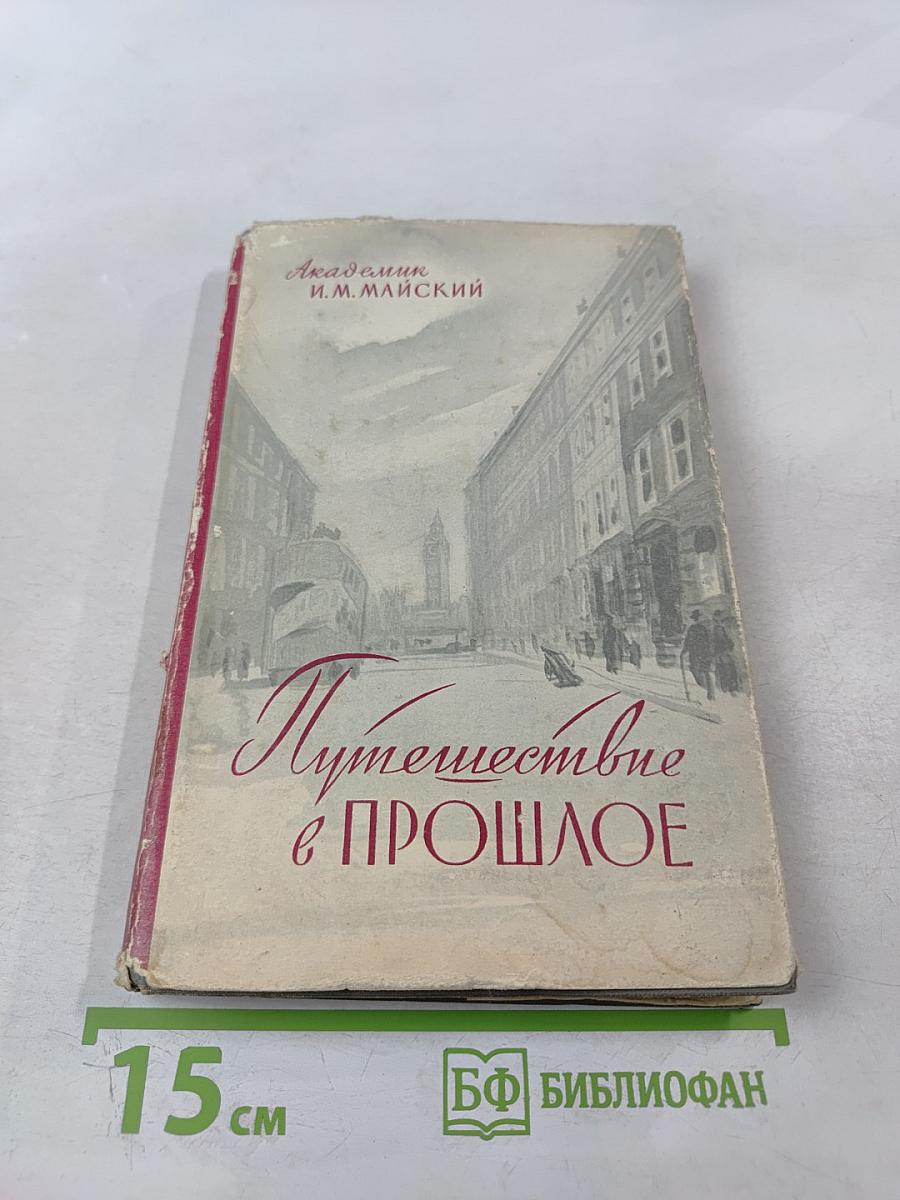 Академик
И.М.МАЙСКИЙ
Путешествие
в ПРОШЛОЕ
15 см
БФ БИБЛИОФАН